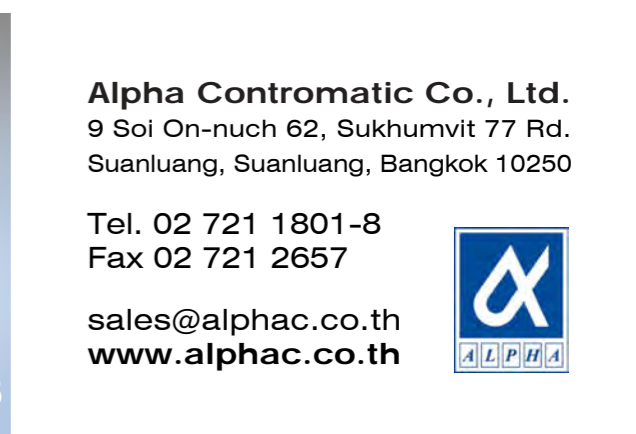 Alpha Contromatic Co., Ltd.
9 Soi On-nuch 62, Sukhumvit 77 Rd.
Suanluang, Suanluang, Bangkok 10250
Tel. 02 721 1801-8
Fax 02 721 2657
sales@alphac.co.th
www.alphac.co.th
α
ALPHA